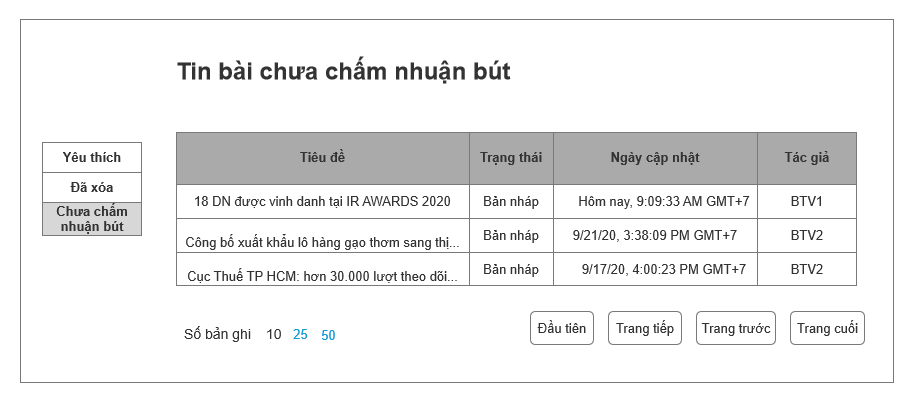 Tin bài chưa chấm nhuận bút
Yêu thích
Đã xóa
Chưa chấm
nhuận bút
Tiêu đề Trạng thái Ngày cập nhật Tác giả
18 DN được vinh danh tại IR AWARDS 2020 Bản nháp Hôm nay, 9:09:33 AM GMT+7 BTV1
Công bố xuất khẩu lô hàng gạo thơm sang thị... Bản nháp 9/21/20, 3:38:09 PM GMT+7 BTV2
Cục Thuế TP HCM: hơn 30.000 lượt theo dõi... Bản nháp 9/17/20, 4:00:23 PM GMT+7 BTV2
Số bản ghi 10 25 50
Đầu tiên Trang tiếp Trang trước Trang cuối